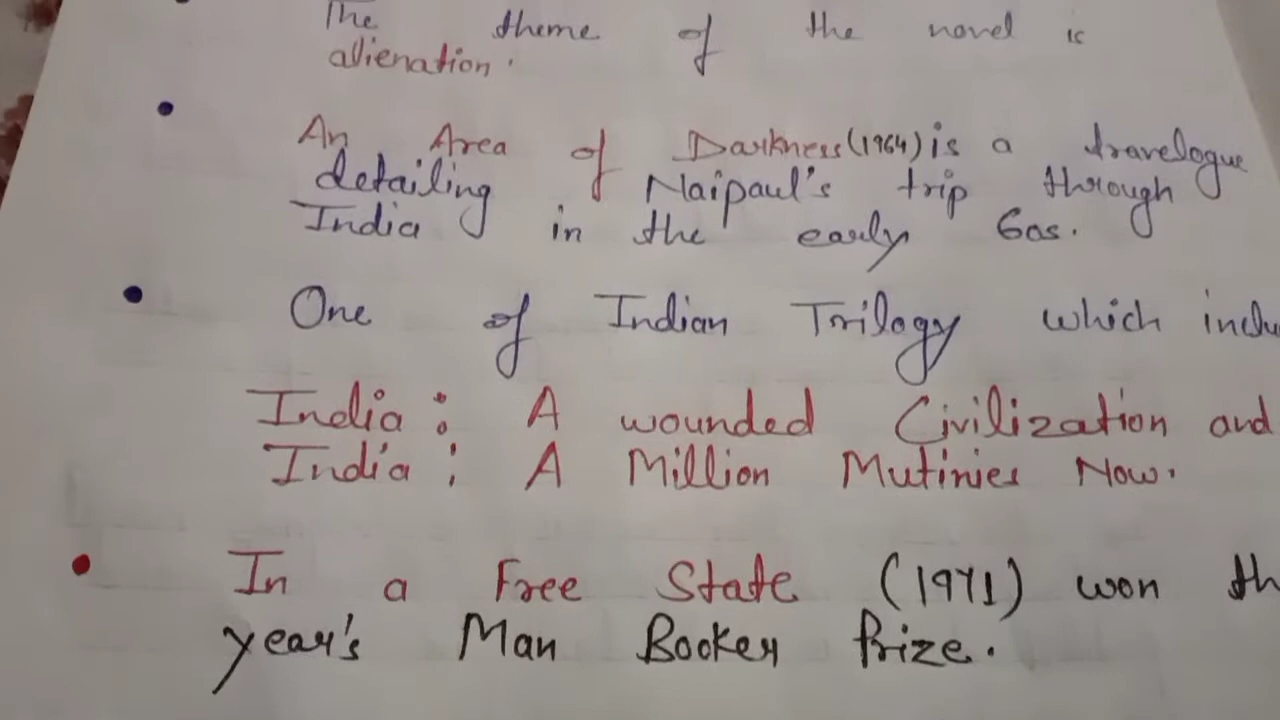 The theme of the novel is
alienation.
An Area of Darkness (1964) is a travelogue
detailing Naipaul's trip through
India in the early 60s.
One of Indian Trilogy which inclu
India: A wounded Civilization and
India: A Million Mutinies Now.
In a Free State (1971) won th
year's Man Booker Prize.